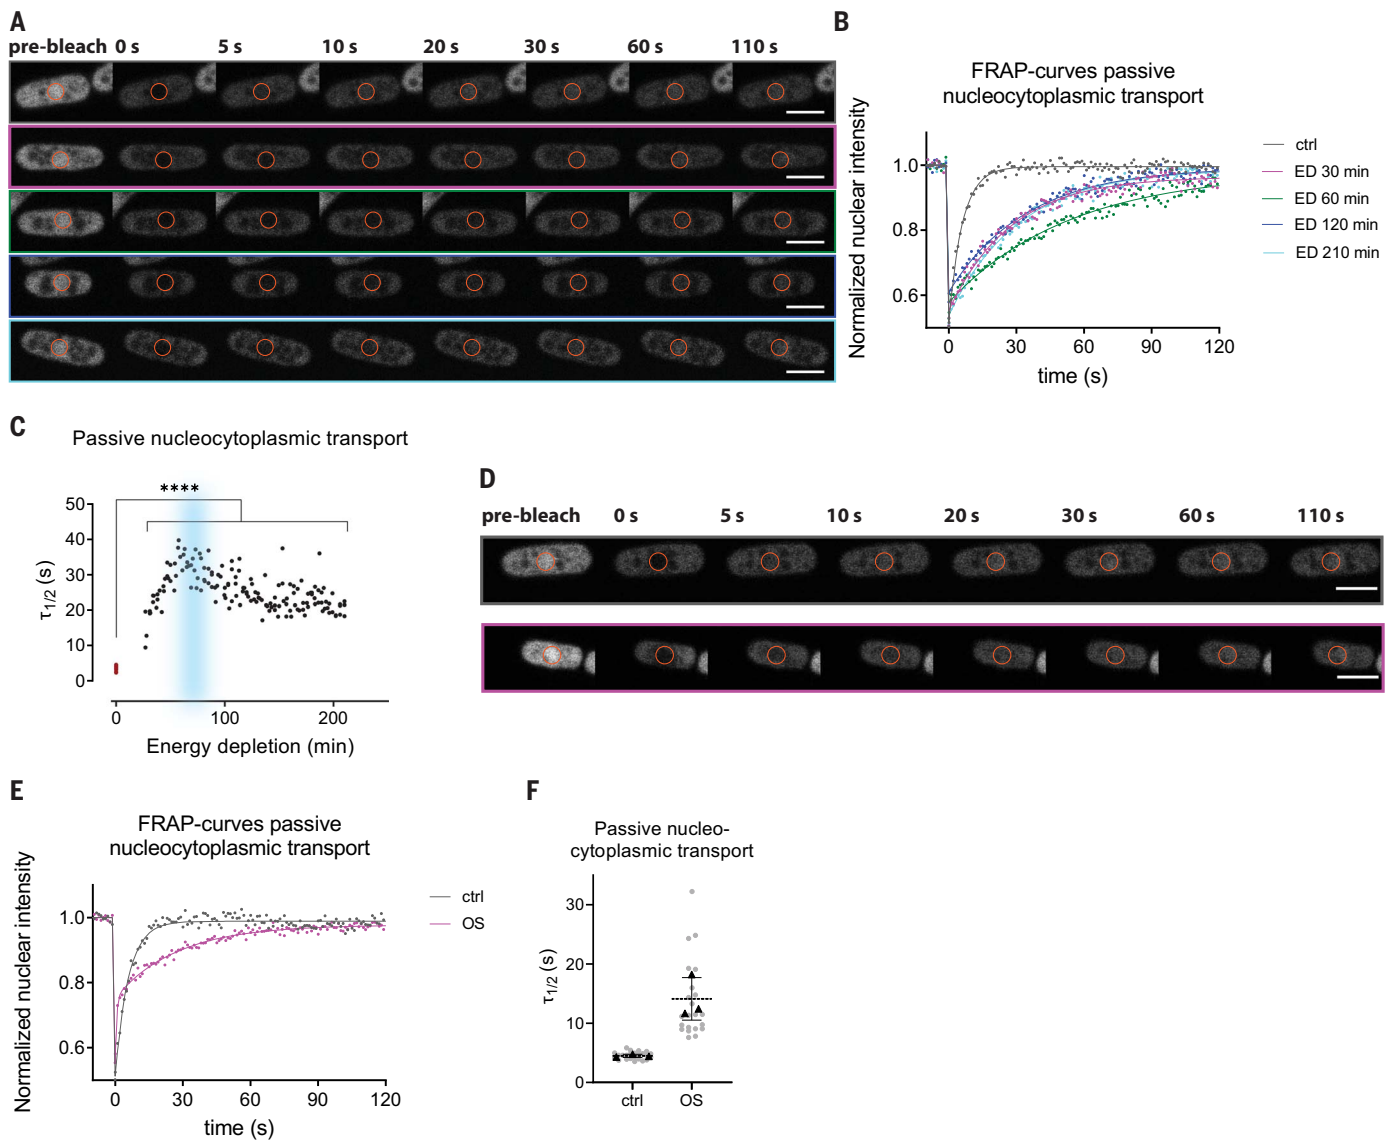 A
pre-bleach 0 s 5 s 10 s 20 s 30 s 60 s 110 s
B
FRAP-curves passive
nucleocytoplasmic transport
Normalized nuclear intensity
1.0
0.8
0.6
0 30 60 90 120
time (s)
ctrl
ED 30 min
ED 60 min
ED 120 min
ED 210 min
C
Passive nucleocytoplasmic transport
****
τ1/2 (s)
50
40
30
20
10
0
0 100 200
Energy depletion (min)
D
pre-bleach 0 s 5 s 10 s 20 s 30 s 60 s 110 s
E
FRAP-curves passive
nucleocytoplasmic transport
Normalized nuclear intensity
1.0
0.8
0.6
0 30 60 90 120
time (s)
ctrl
OS
F
Passive nucleo-
cytoplasmic transport
τ1/2 (s)
30
20
10
0
ctrl OS